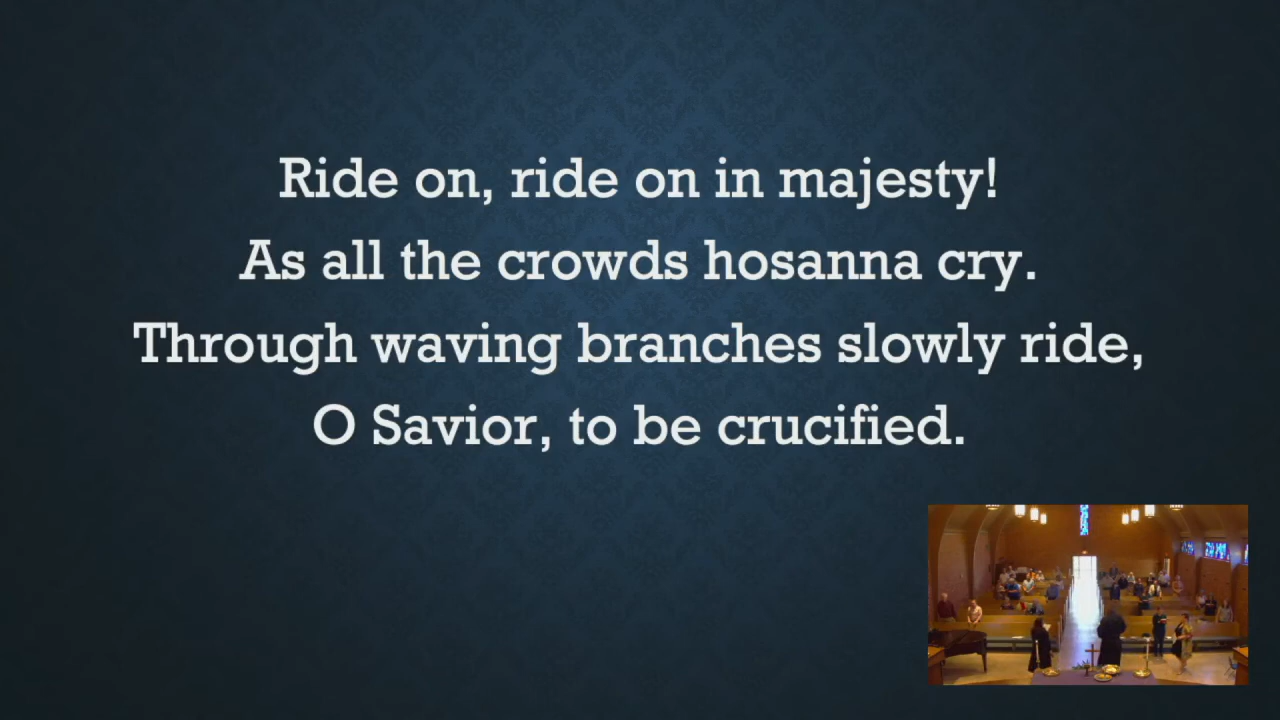 Ride on, ride on in majesty!
As all the crowds hosanna cry.
Through waving branches slowly ride,
O Savior, to be crucified.